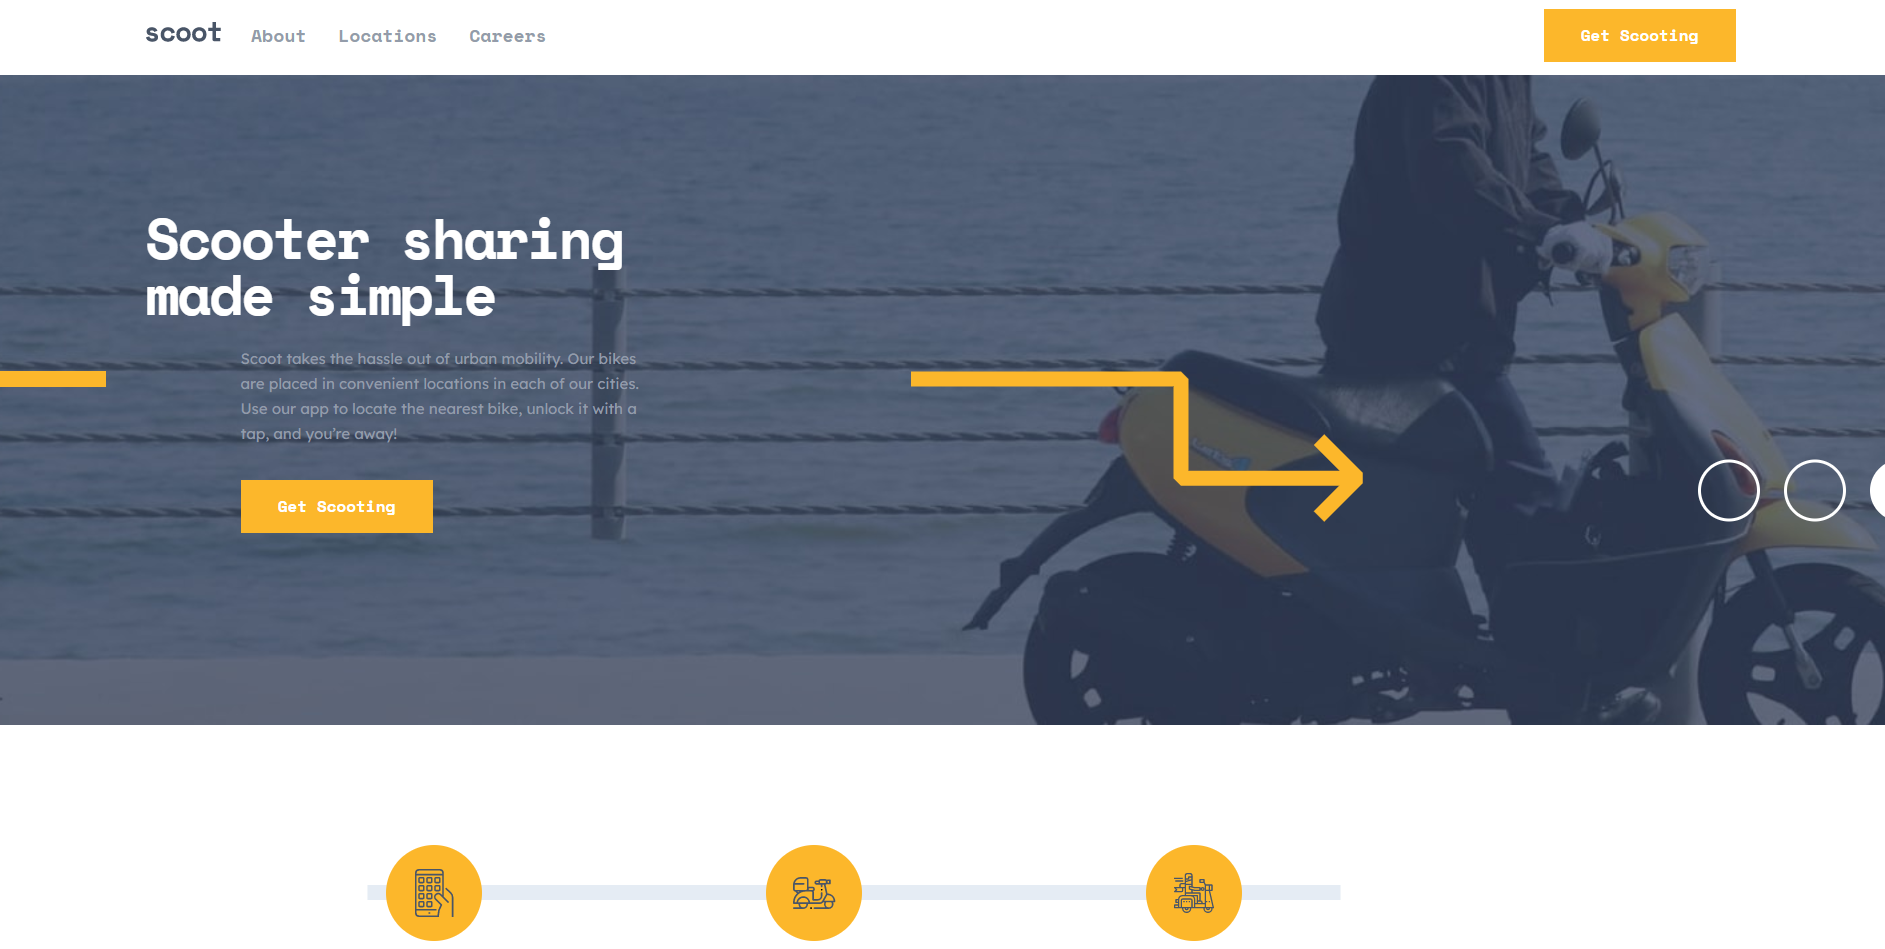 scoot
About
Locations
Careers
Get Scooting
Scooter sharing
made simple
Scoot takes the hassle out of urban mobility. Our bikes
are placed in convenient locations in each of our cities.
Use our app to locate the nearest bike, unlock it with a
tap, and you're away!
Get Scooting